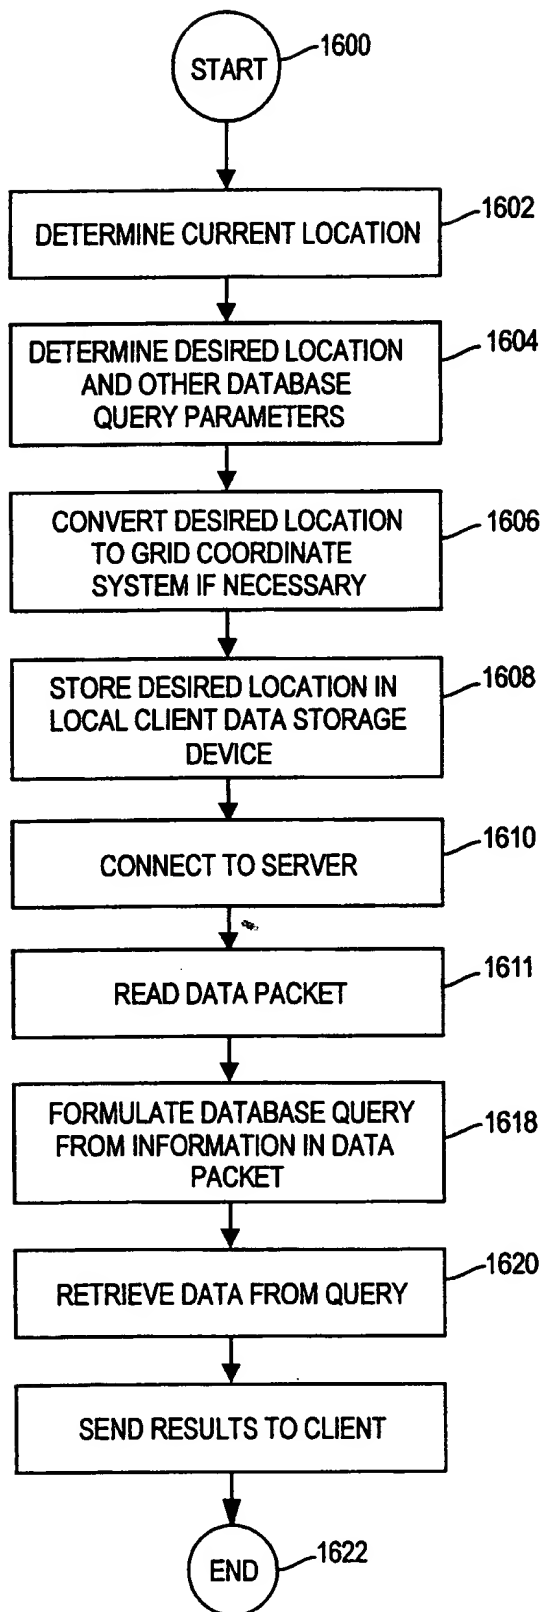 START
1600
DETERMINE CURRENT LOCATION
1602
DETERMINE DESIRED LOCATION
AND OTHER DATABASE
QUERY PARAMETERS
1604
CONVERT DESIRED LOCATION
TO GRID COORDINATE
SYSTEM IF NECESSARY
1606
STORE DESIRED LOCATION IN
LOCAL CLIENT DATA STORAGE
DEVICE
1608
CONNECT TO SERVER
1610
READ DATA PACKET
1611
FORMULATE DATABASE QUERY
FROM INFORMATION IN DATA
PACKET
1618
RETRIEVE DATA FROM QUERY
1620
SEND RESULTS TO CLIENT
END
1622